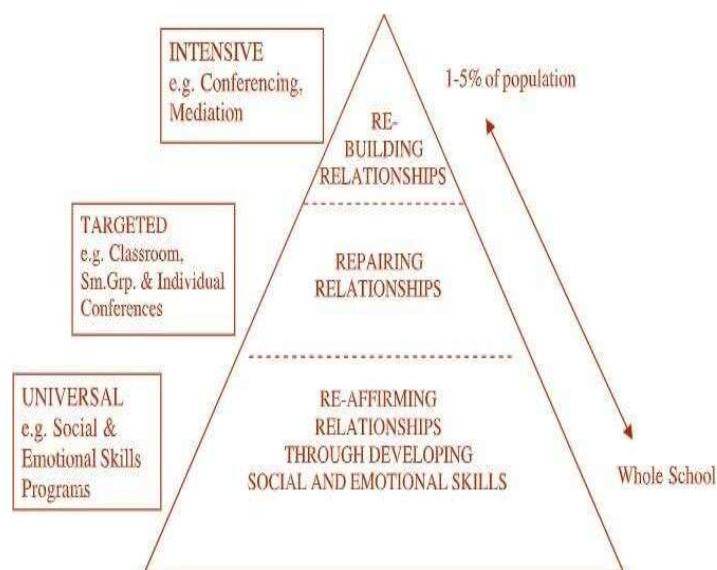 INTENSIVE
e.g. Conferencing,
Mediation
1-5% of population
RE-
BUILDING
RELATIONSHIPS
TARGETED
e.g. Classroom,
Sm.Grp. & Individual
Conferences
REPAIRING
RELATIONSHIPS
UNIVERSAL
e.g. Social &
Emotional Skills
Programs
RE-AFFIRMING
RELATIONSHIPS
THROUGH DEVELOPING
SOCIAL AND EMOTIONAL SKILLS
Whole School